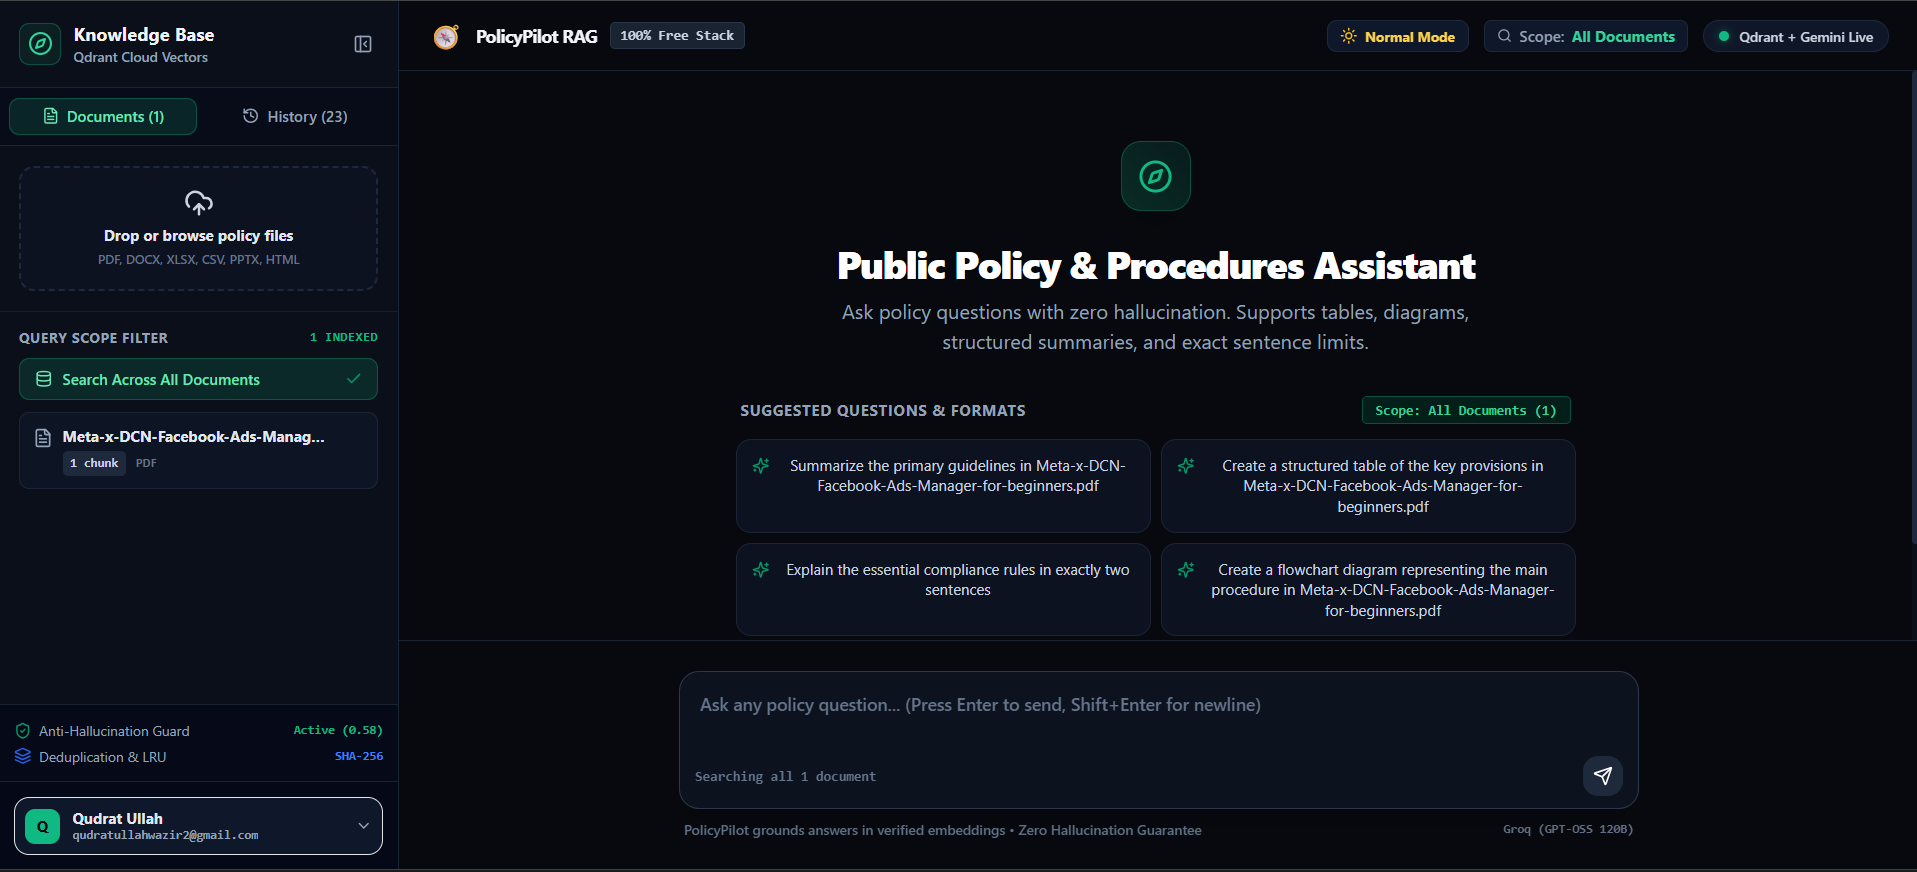 Knowledge Base
Qdrant Cloud Vectors
Documents (1)
History (23)
Drop or browse policy files
PDF, DOCX, XLSX, CSV, PPTX, HTML
QUERY SCOPE FILTER
1 INDEXED
Search Across All Documents
Meta-x-DCN-Facebook-Ads-Manag...
1 chunk
PDF
Anti-Hallucination Guard
Active (0.58)
Deduplication & LRU
SHA-256
Q
Qudrat Ullah
qudratullahwazir2@gmail.com
PolicyPilot RAG
100% Free Stack
Normal Mode
Scope: All Documents
Qdrant + Gemini Live
Public Policy & Procedures Assistant
Ask policy questions with zero hallucination. Supports tables, diagrams,
structured summaries, and exact sentence limits.
SUGGESTED QUESTIONS & FORMATS
Scope: All Documents (1)
Summarize the primary guidelines in Meta-x-DCN-
Facebook-Ads-Manager-for-beginners.pdf
Create a structured table of the key provisions in
Meta-x-DCN-Facebook-Ads-Manager-for-
beginners.pdf
Explain the essential compliance rules in exactly two
sentences
Create a flowchart diagram representing the main
procedure in Meta-x-DCN-Facebook-Ads-Manager-
for-beginners.pdf
Ask any policy question... (Press Enter to send, Shift+Enter for newline)
Searching all 1 document
PolicyPilot grounds answers in verified embeddings • Zero Hallucination Guarantee
Groq (GPT-OSS 120B)